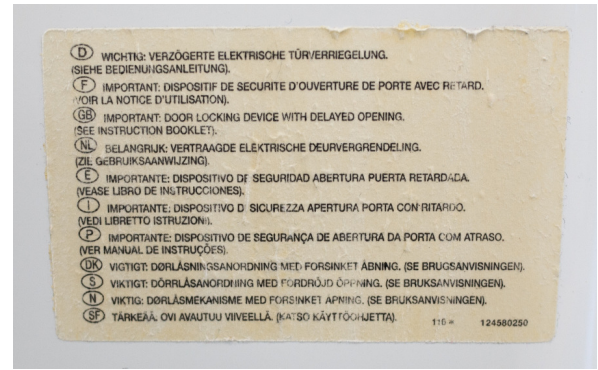 D WICHTIG: VERZÖGERTE ELEKTRISCHE TÜRVERRIEGELUNG.
(SIEHE BEDIENUNGSANLEITUNG).
F IMPORTANT: DISPOSITIF DE SECURITE D'OUVERTURE DE PORTE AVEC RETARD.
(VOIR LA NOTICE D'UTILISATION).
GB IMPORTANT: DOOR LOCKING DEVICE WITH DELAYED OPENING.
(SEE INSTRUCTION BOOKLET).
NL BELANGRIJK: VERTRAAGDE ELEKTRISCHE DEURVERGRENDELING.
(ZIE GEBRUIKSAANWIJZING).
E IMPORTANTE: DISPOSITIVO DE SEGURIDAD ABERTURA PUERTA RETARDADA.
(VEASE LIBRO DE INSTRUCCIONES).
I IMPORTANTE: DISPOSITIVO DI SICUREZZA APERTURA PORTA CON RITARDO.
(VEDI LIBRETTO ISTRUZIONI).
P IMPORTANTE: DISPOSITIVO DE SEGURANÇA DE ABERTURA DA PORTA COM ATRASO.
(VER MANUAL DE INSTRUÇÕES).
DK VIGTIGT: DØRLÅSNINGSANORDNING MED FORSINKET ÅBNING. (SE BRUGSANVISNINGEN).
S VIKTIGT: DÖRRLÅSANORDNING MED FÖRDRÖJD ÖPPNING. (SE BRUKSANVISNINGEN).
N VIKTIG: DØRLÅSMEKANISME MED FORSINKET ÅPNING. (SE BRUKSANVISNINGEN).
SF TÄRKEÄÄ. OVI AVAUTUU VIIVEELLÄ. (KATSO KÄYTTÖOHJETTA).
116 = 124580250